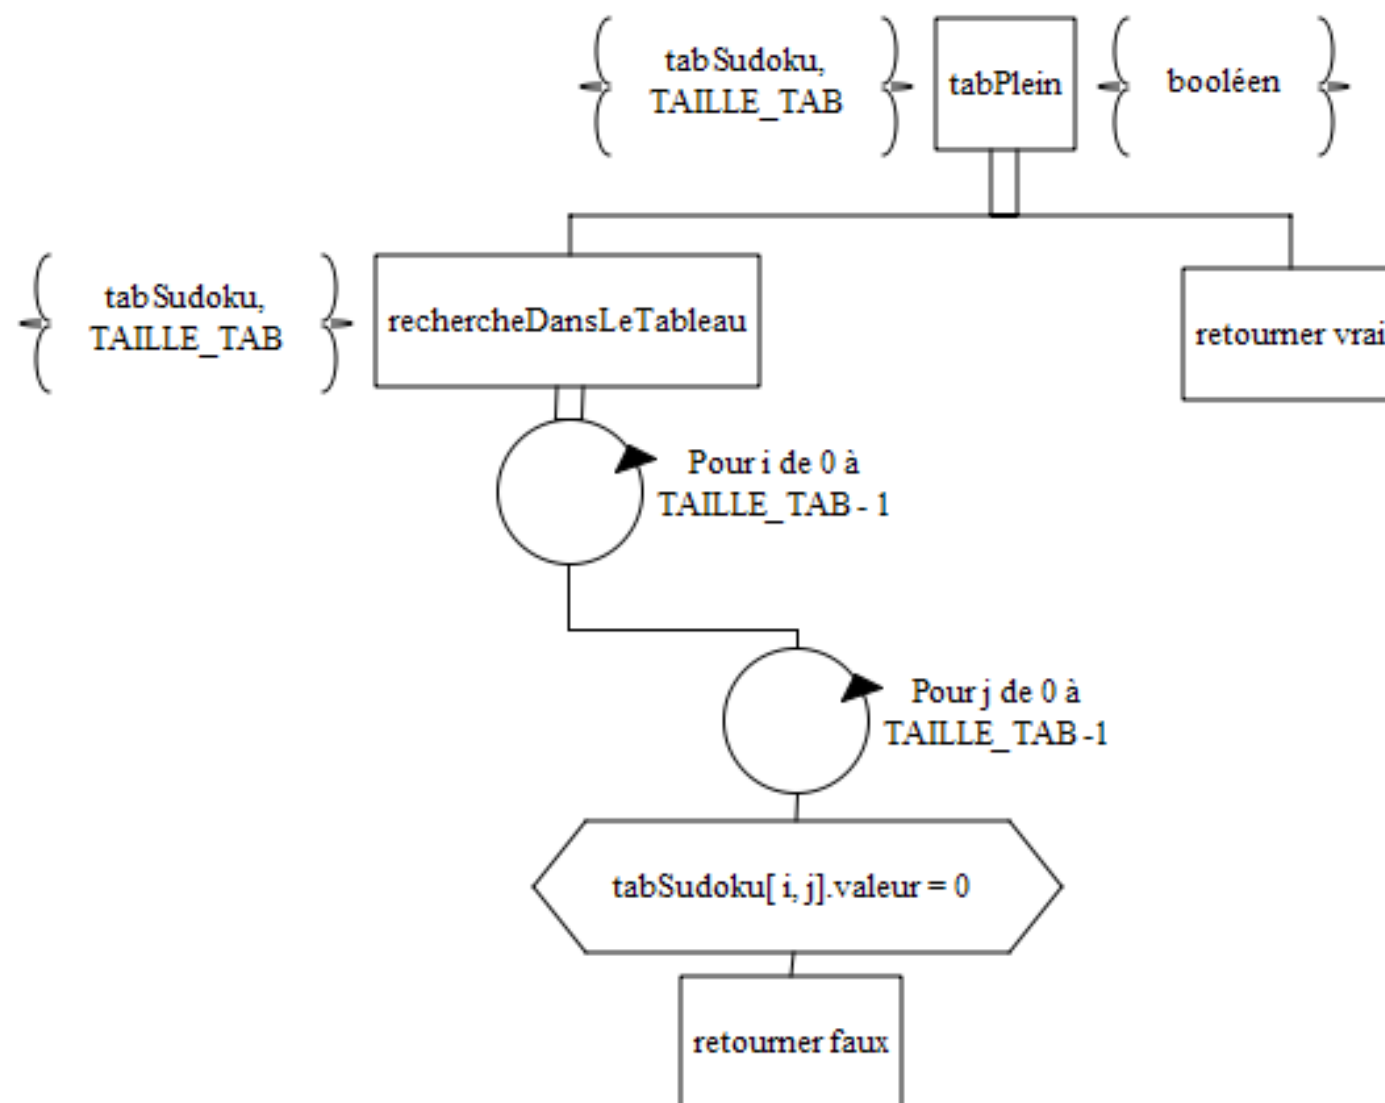 tabSudoku,
TAILLE_TAB
tabPlein
booléen
tabSudoku,
TAILLE_TAB
rechercheDansLeTableau
retourner vrai
Pour i de 0 à
TAILLE_TAB - 1
Pour j de 0 à
TAILLE_TAB -1
tabSudoku[ i, j].valeur = 0
retourner faux